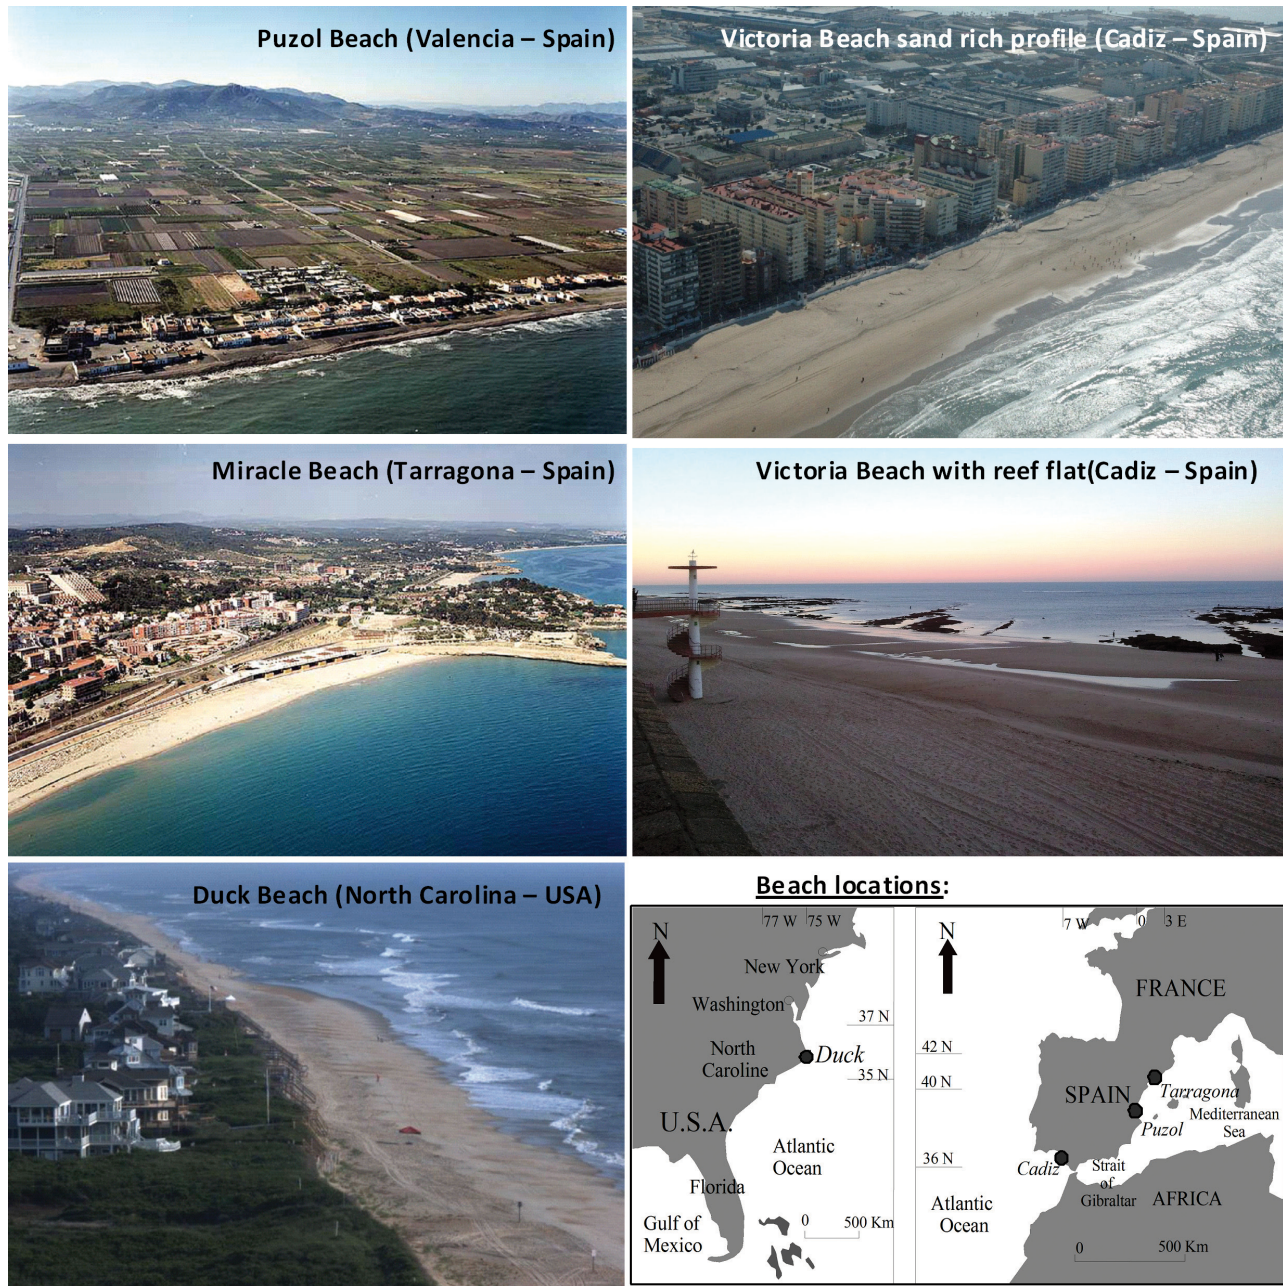 Puzol Beach (Valencia – Spain)
Victoria Beach sand rich profile (Cadiz – Spain)
Miracle Beach (Tarragona – Spain)
Victoria Beach with reef flat(Cadiz – Spain)
Duck Beach (North Carolina – USA)
Beach locations:
77 W 75 W
N
New York
Washington
37 N
North
Caroline
Duck
35 N
U.S.A.
Atlantic
Ocean
Florida
Gulf of
Mexico
0 500 Km
7 W 0 3 E
N
FRANCE
42 N
40 N
SPAIN
Tarragona
Mediterranean
Sea
Puzol
36 N
Cadiz
Strait
of
Gibraltar
AFRICA
Atlantic
Ocean
0 500 Km